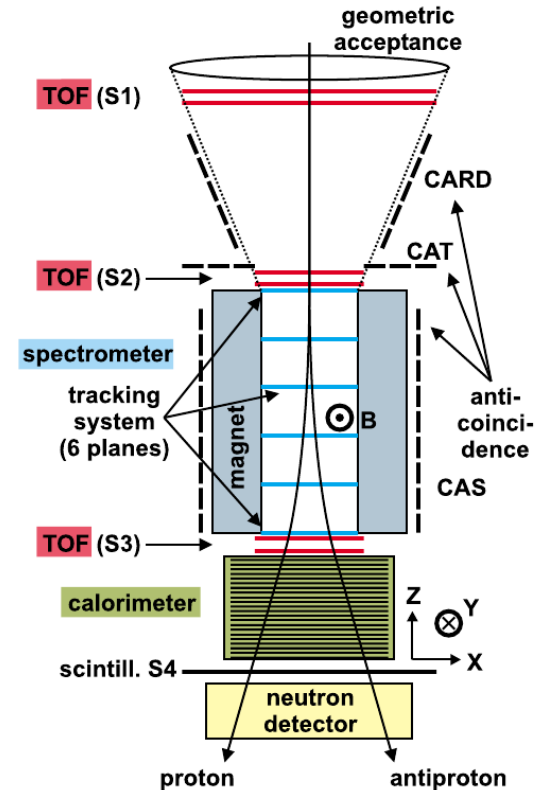 geometric
acceptance
TOF (S1)
CARD
CAT
TOF (S2)
spectrometer
tracking
system
(6 planes)
magnet
B
anti-
coinci-
dence
CAS
TOF (S3)
calorimeter
Z
Y
X
scintill. S4
neutron
detector
proton
antiproton